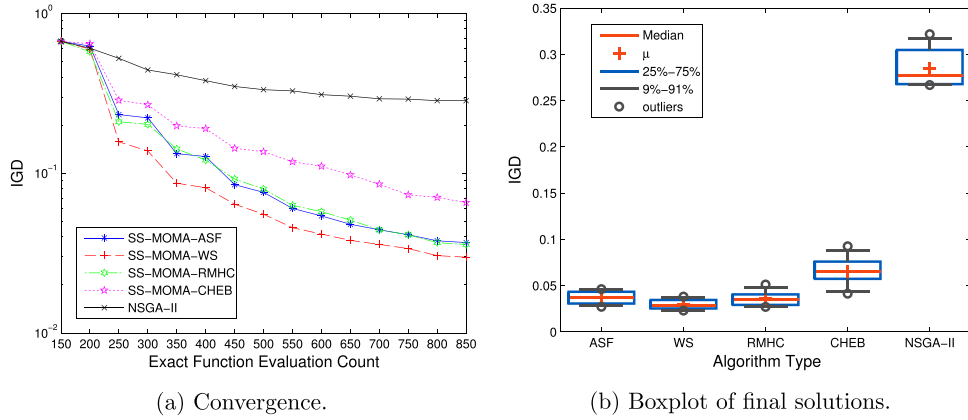 10^0
10^-1
10^-2
IGD
SS-MOMA-ASF
SS-MOMA-WS
SS-MOMA-RMHC
SS-MOMA-CHEB
NSGA-II
150 200 250 300 350 400 450 500 550 600 650 700 750 800 850
Exact Function Evaluation Count
(a) Convergence.
0.35
0.3
0.25
0.2
0.15
0.1
0.05
0
IGD
Median
μ
25%-75%
9%-91%
outliers
ASF WS RMHC CHEB NSGA-II
Algorithm Type
(b) Boxplot of final solutions.